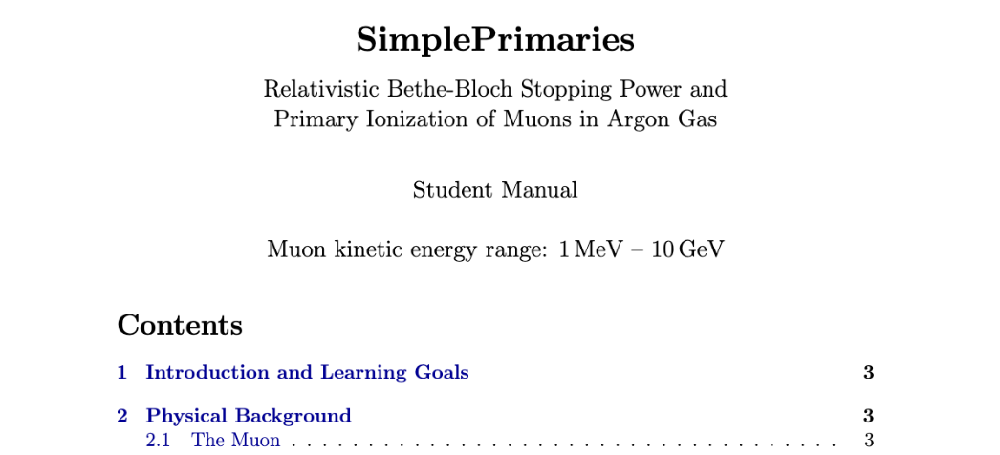 SimplePrimaries
Relativistic Bethe-Bloch Stopping Power and
Primary Ionization of Muons in Argon Gas
Student Manual
Muon kinetic energy range: 1 MeV – 10 GeV
Contents
1 Introduction and Learning Goals 3
2 Physical Background 3
2.1 The Muon . . . . . . . . . . . . . . . . . . . . . . . . . . . . . . . . . . . . 3